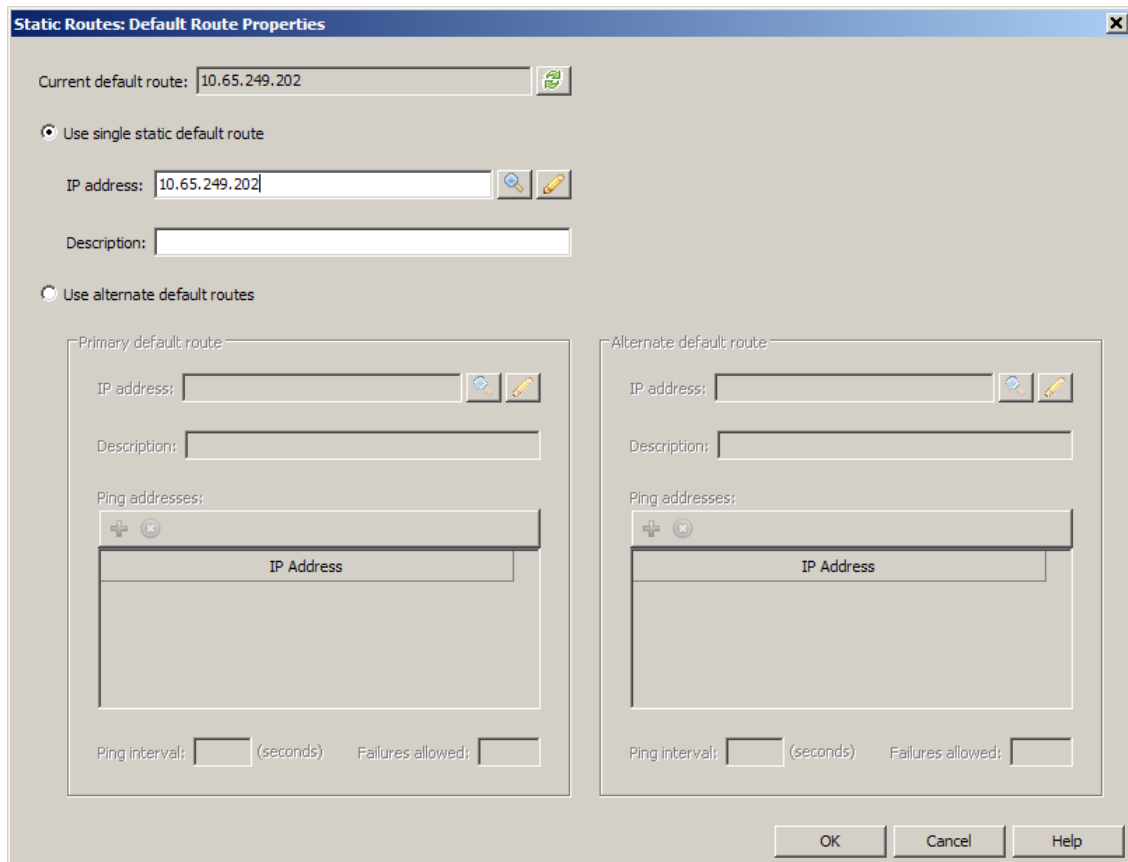 Static Routes: Default Route Properties
Current default route: 10.65.249.202
Use single static default route
IP address: 10.65.249.202
Description:
Use alternate default routes
Primary default route
IP address:
Description:
Ping addresses:
IP Address
Ping interval: (seconds) Failures allowed:
Alternate default route
IP address:
Description:
Ping addresses:
IP Address
Ping interval: (seconds) Failures allowed:
OK Cancel Help